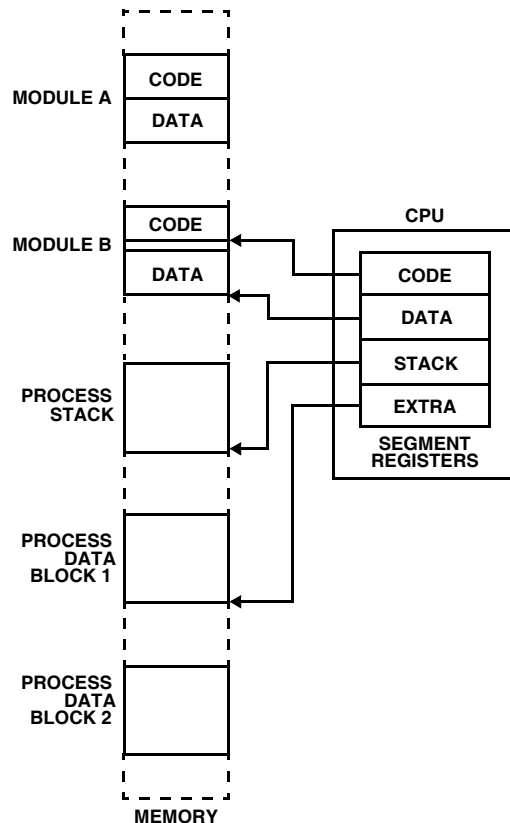 MODULE A
CODE
DATA
MODULE B
CODE
DATA
PROCESS
STACK
PROCESS
DATA
BLOCK 1
PROCESS
DATA
BLOCK 2
MEMORY
CPU
CODE
DATA
STACK
EXTRA
SEGMENT
REGISTERS